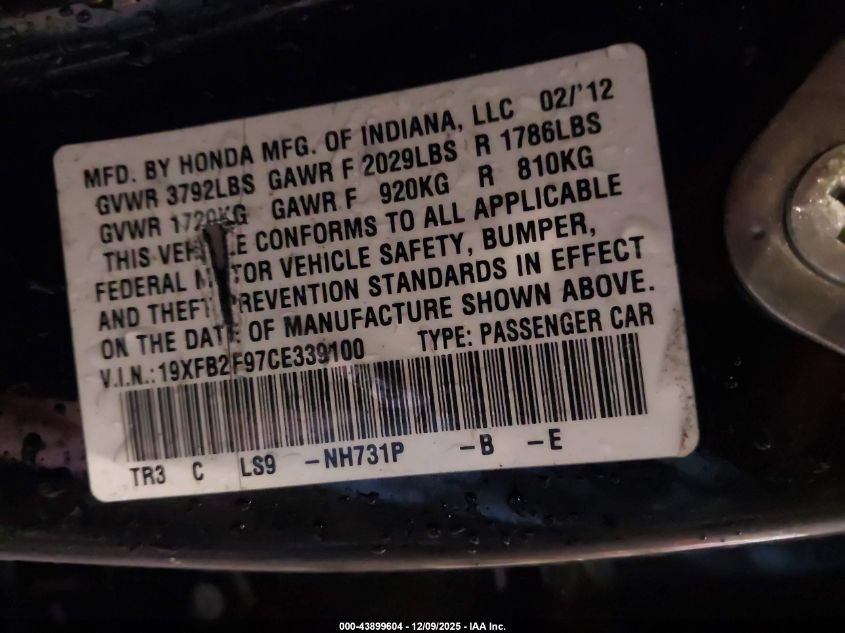 MFD. BY HONDA MFG. OF INDIANA, LLC 02/'12
GVWR 3792LBS GAWR F 2029LBS R 1786LBS
GVWR 1720KG GAWR F 920KG R 810KG
THIS VEHICLE CONFORMS TO ALL APPLICABLE
FEDERAL MOTOR VEHICLE SAFETY, BUMPER,
AND THEFT PREVENTION STANDARDS IN EFFECT
ON THE DATE OF MANUFACTURE SHOWN ABOVE.
V.I.N.:19XFB2F97CE339100 TYPE: PASSENGER CAR
TR3 C LS9 -NH731P -B -E
000-43899604 - 12/09/2025 - IAA Inc.